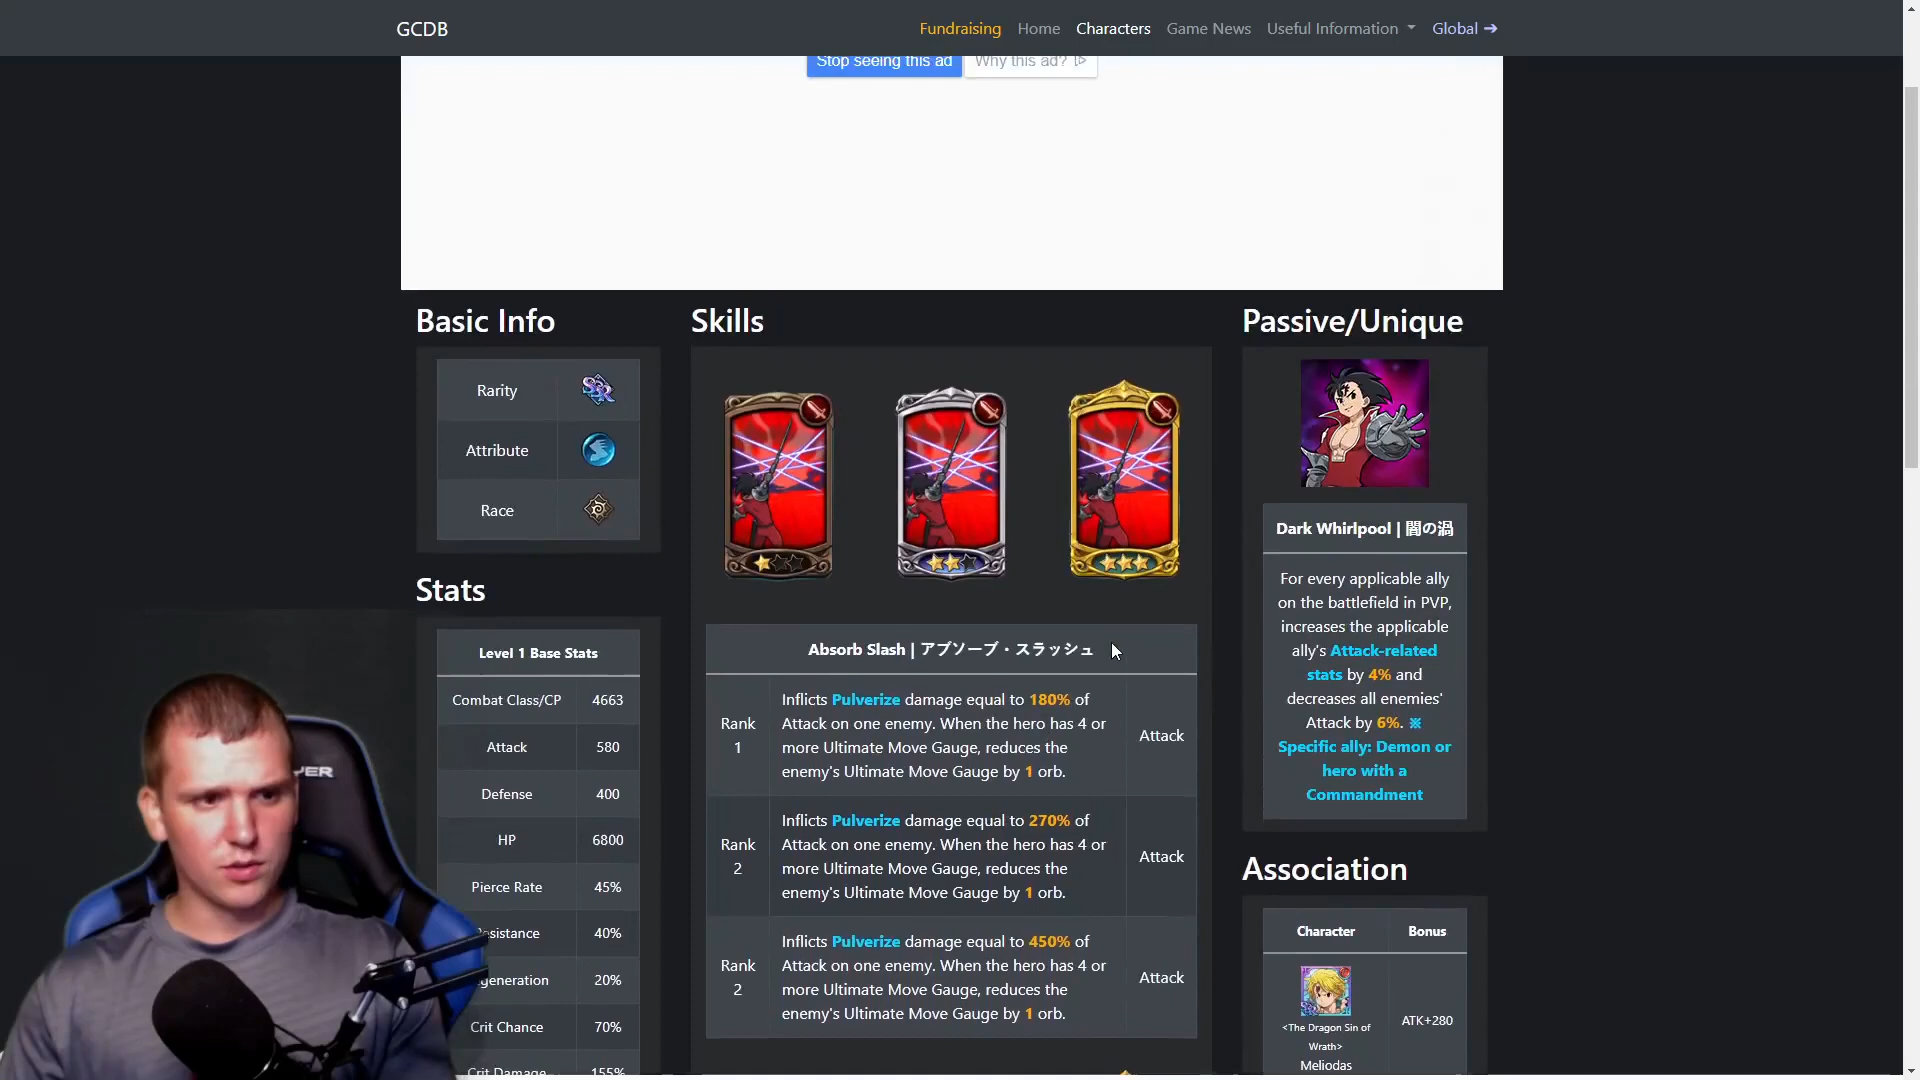 GCDB
Fundraising Home Characters Game News Useful Information Global ➔
Stop seeing this ad Why this ad?
Basic Info
Rarity
SSR
Attribute
Race
Stats
Level 1 Base Stats
Combat Class/CP 4663
Attack 580
Defense 400
HP 6800
Pierce Rate 45%
40%
20%
Crit Chance 70%
Crit Damage 155%
Skills
Absorb Slash | アブソーブ・スラッシュ
Rank 1
Inflicts Pulverize damage equal to 180% of
Attack on one enemy. When the hero has 4 or
more Ultimate Move Gauge, reduces the
enemy's Ultimate Move Gauge by 1 orb.
Attack
Rank 2
Inflicts Pulverize damage equal to 270% of
Attack on one enemy. When the hero has 4 or
more Ultimate Move Gauge, reduces the
enemy's Ultimate Move Gauge by 1 orb.
Attack
Rank 2
Inflicts Pulverize damage equal to 450% of
Attack on one enemy. When the hero has 4 or
more Ultimate Move Gauge, reduces the
enemy's Ultimate Move Gauge by 1 orb.
Attack
Passive/Unique
Dark Whirlpool | 闇の渦
For every applicable ally
on the battlefield in PVP,
increases the applicable
ally's Attack-related
stats by 4% and
decreases all enemies'
Attack by 6%. ※
Specific ally: Demon or
hero with a
Commandment
Association
Character Bonus
<The Dragon Sin of
Wrath>
Meliodas
ATK+280